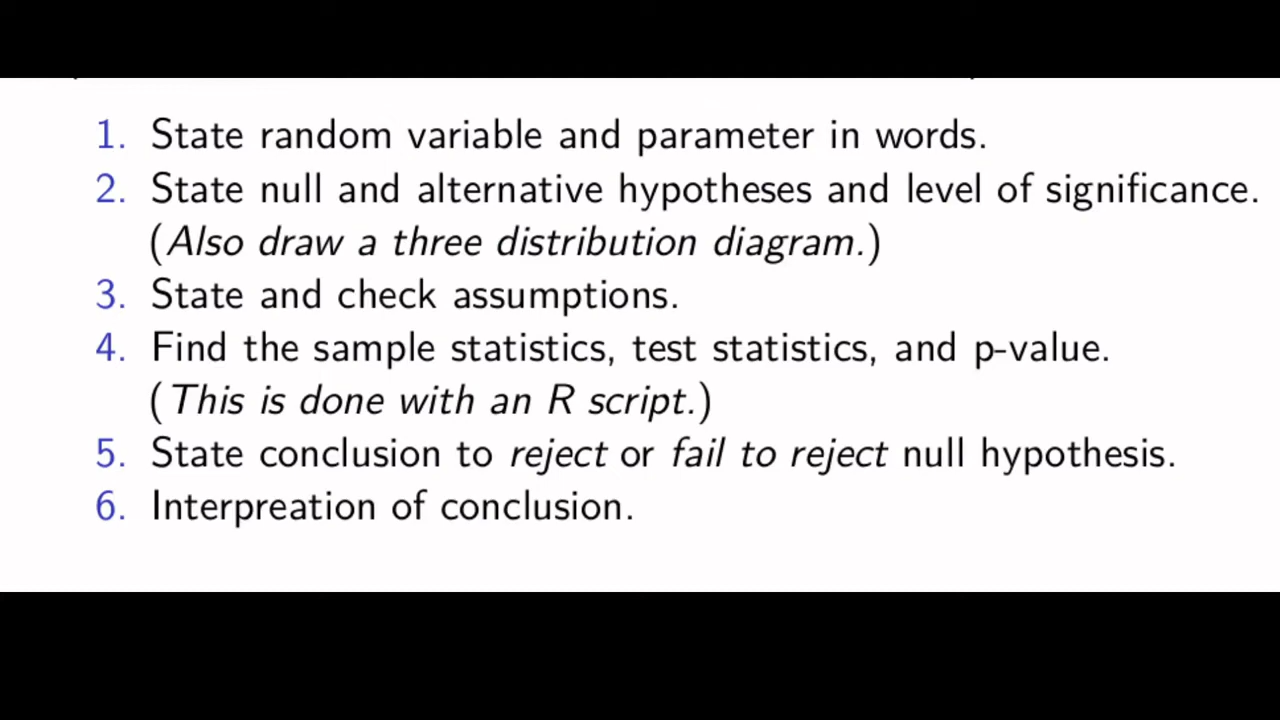 1. State random variable and parameter in words.
2. State null and alternative hypotheses and level of significance.
(Also draw a three distribution diagram.)
3. State and check assumptions.
4. Find the sample statistics, test statistics, and p-value.
(This is done with an R script.)
5. State conclusion to reject or fail to reject null hypothesis.
6. Interpreation of conclusion.